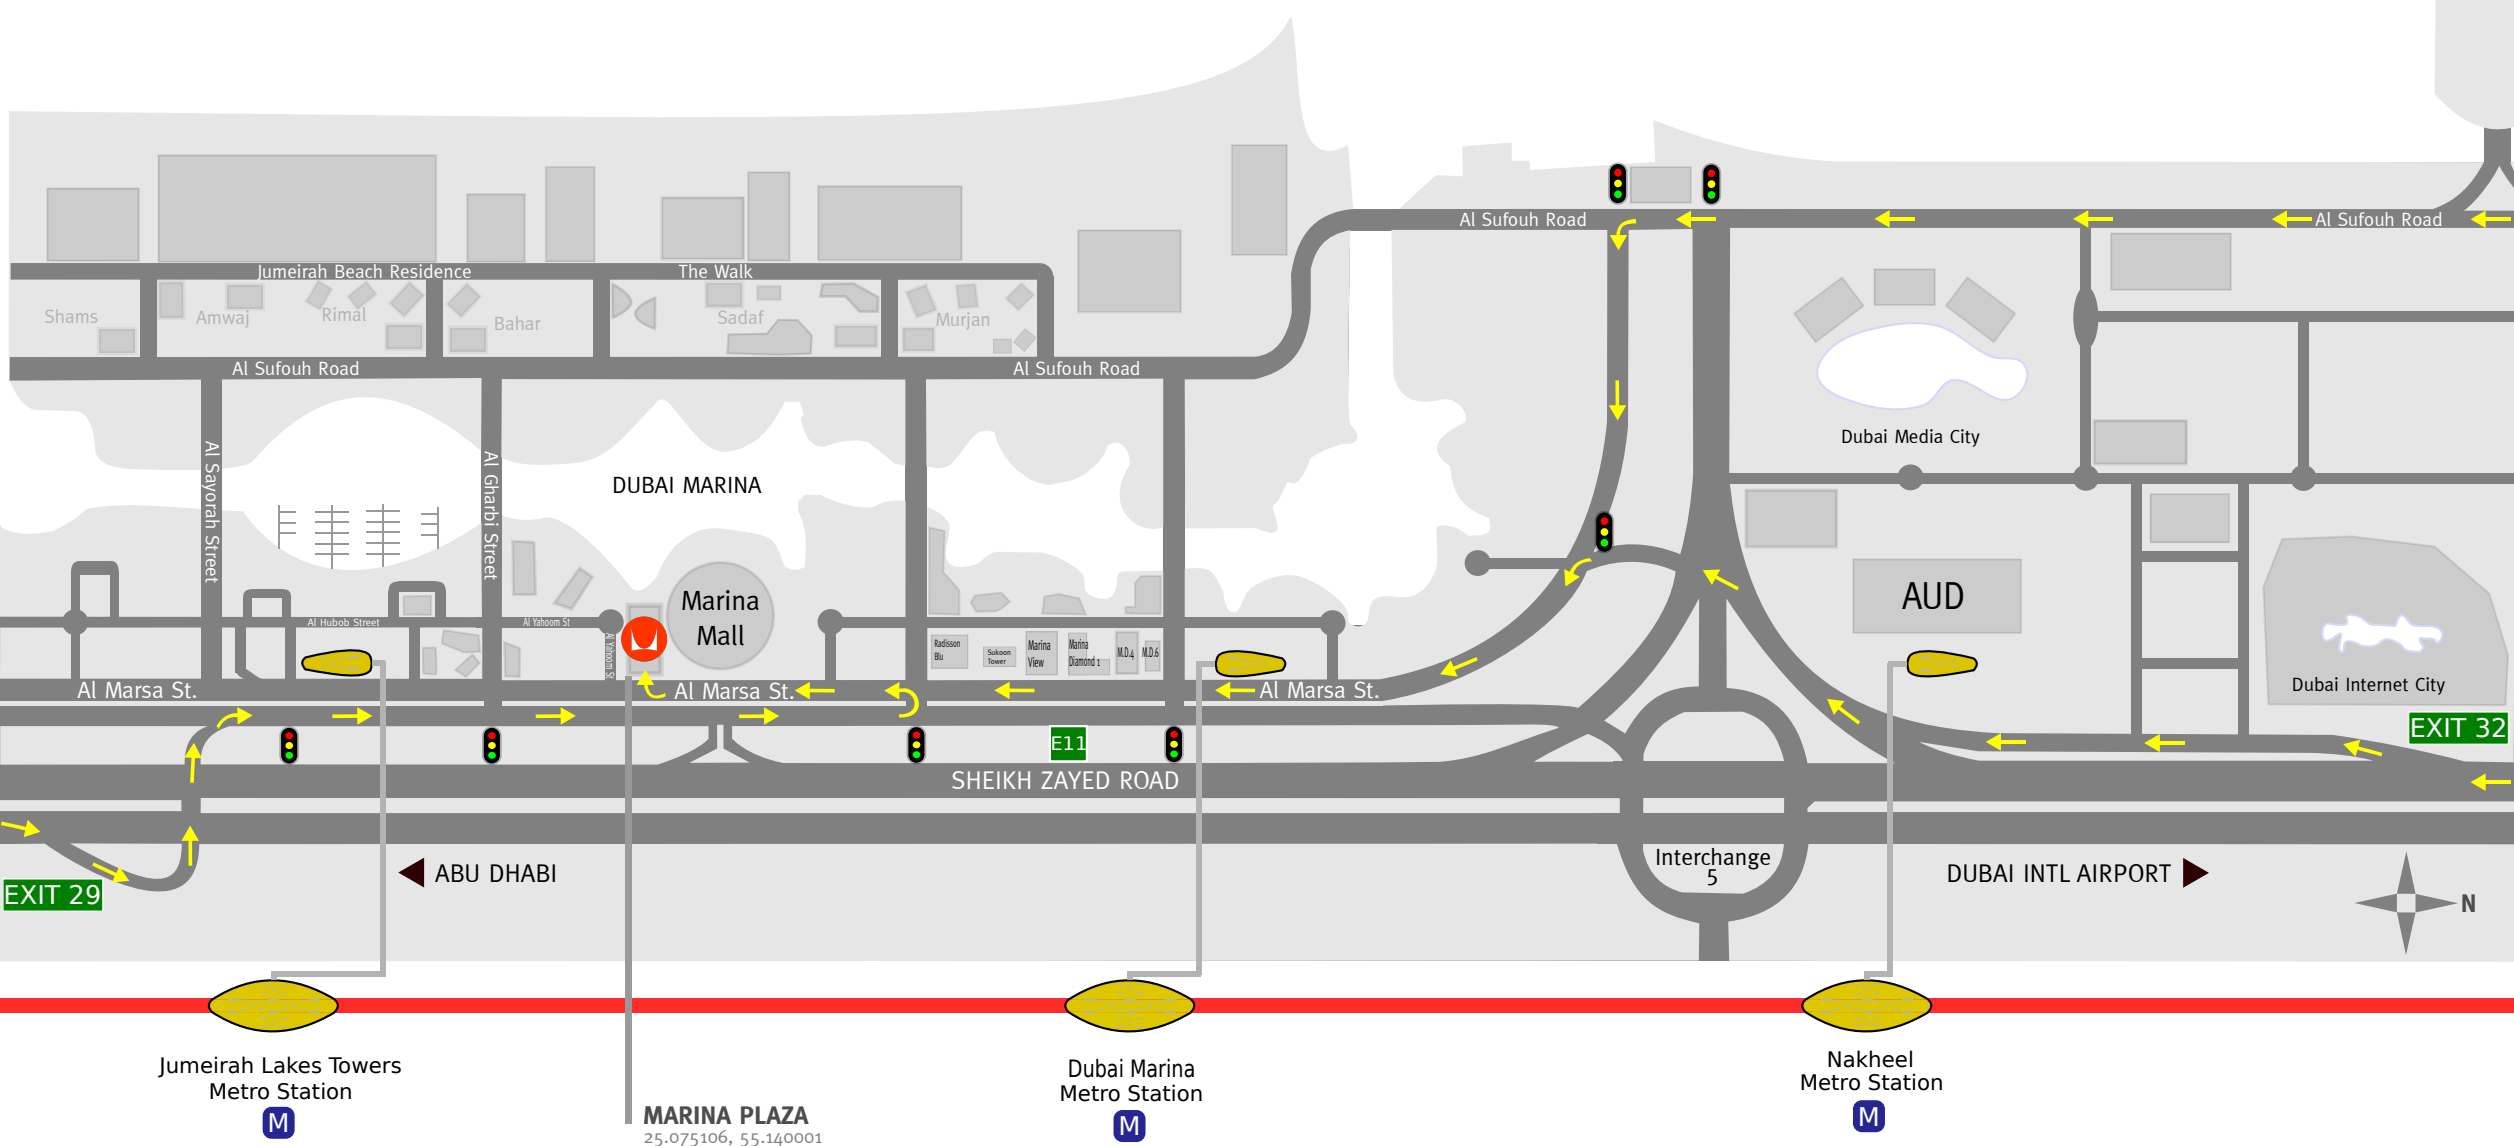 Al Sufouh Road
Al Sufouh Road
Jumeirah Beach Residence
The Walk
Shams
Amwaj
Rimal
Bahar
Sadaf
Murjan
Al Sufouh Road
Al Sufouh Road
Dubai Media City
Al Sayorah Street
Al Gharbi Street
DUBAI MARINA
AUD
Marina
Mall
Al Hubob Street
Al Yahoom St
Al Yahoom St
Radisson
Blu
Sukoon
Tower
Marina
View
Marina
Diamond 1
M.D.4
M.D.6
Al Marsa St.
Al Marsa St.
Al Marsa St.
Dubai Internet City
EXIT 32
E11
SHEIKH ZAYED ROAD
Interchange
5
ABU DHABI
DUBAI INTL AIRPORT
EXIT 29
N
Jumeirah Lakes Towers
Metro Station
M
Dubai Marina
Metro Station
M
Nakheel
Metro Station
M
MARINA PLAZA
25.075106, 55.140001